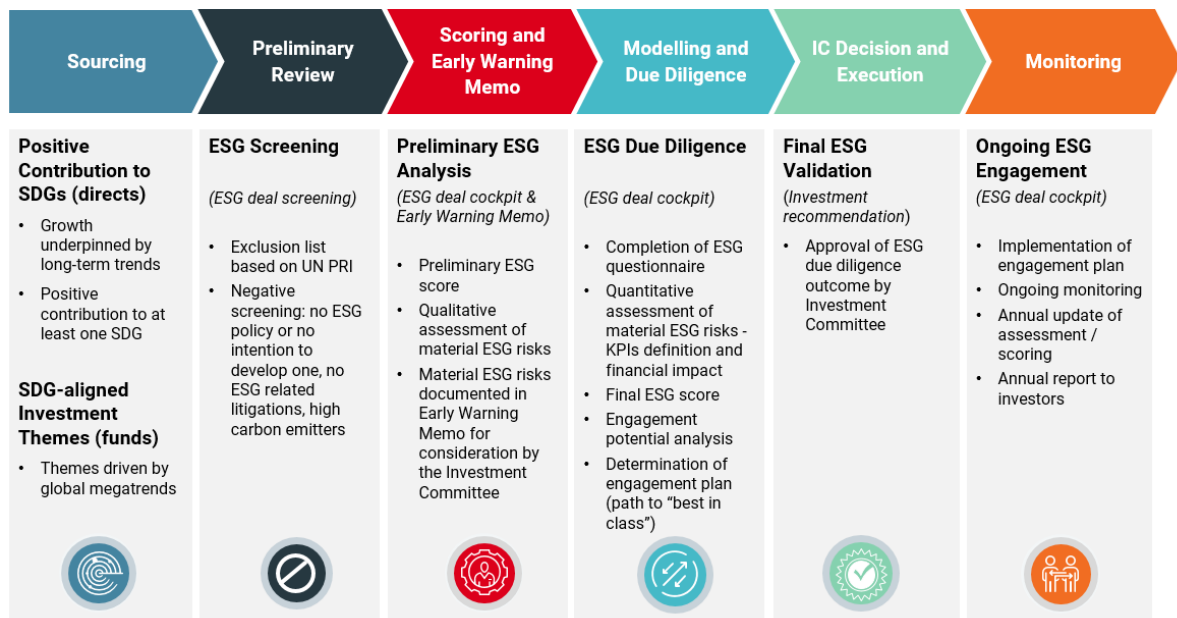 Sourcing
Preliminary
Review
Scoring and
Early Warning
Memo
Modelling and
Due Diligence
IC Decision and
Execution
Monitoring
Positive
Contribution to
SDGs (directs)
• Growth
underpinned by
long-term trends
• Positive
contribution to at
least one SDG
SDG-aligned
Investment
Themes (funds)
• Themes driven by
global megatrends
ESG Screening
(ESG deal screening)
• Exclusion list
based on UN PRI
• Negative
screening: no ESG
policy or no
intention to
develop one, no
ESG related
litigations, high
carbon emitters
Preliminary ESG
Analysis
(ESG deal cockpit &
Early Warning Memo)
• Preliminary ESG
score
• Qualitative
assessment of
material ESG risks
• Material ESG risks
documented in
Early Warning
Memo for
consideration by
the Investment
Committee
ESG Due Diligence
(ESG deal cockpit)
• Completion of ESG
questionnaire
• Quantitative
assessment of
material ESG risks -
KPIs definition and
financial impact
• Final ESG score
• Engagement
potential analysis
• Determination of
engagement plan
(path to “best in
class”)
Final ESG
Validation
(Investment
recommendation)
• Approval of ESG
due diligence
outcome by
Investment
Committee
Ongoing ESG
Engagement
(ESG deal cockpit)
• Implementation of
engagement plan
• Ongoing monitoring
• Annual update of
assessment /
scoring
• Annual report to
investors